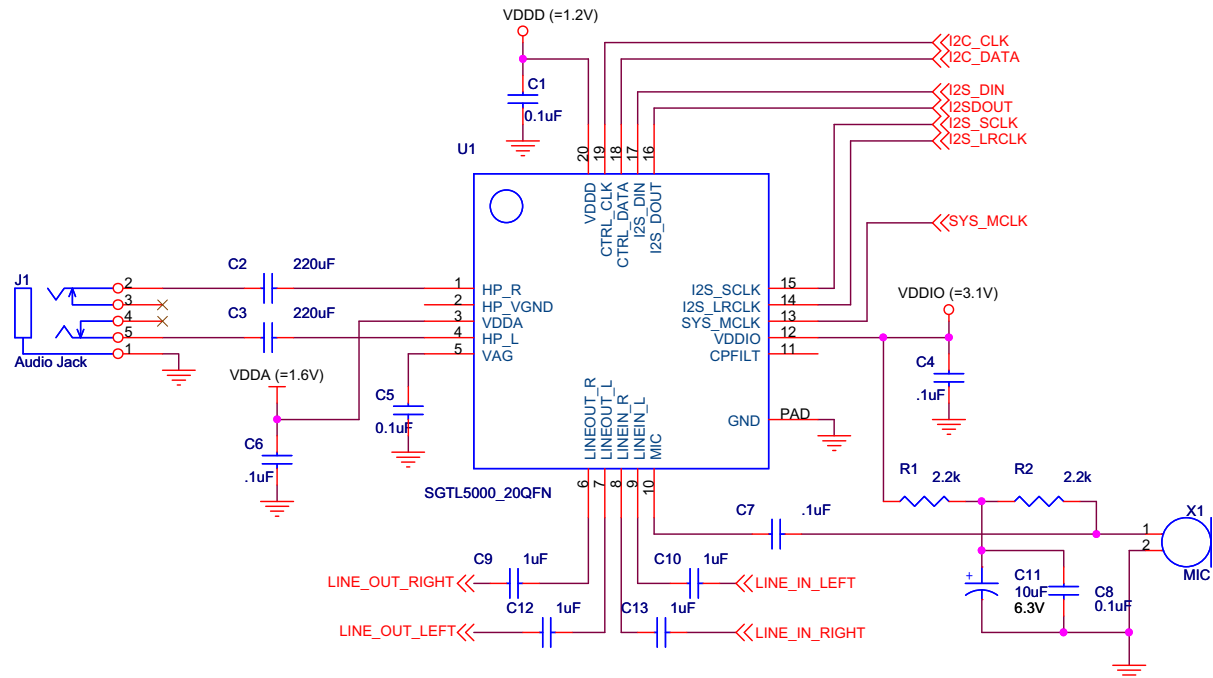 VDDD (=1.2V)
I2C_CLK
I2C_DATA
C1
0.1uF
I2S_DIN
I2SDOUT
I2S_SCLK
I2S_LRCLK
U1
20
19
18
17
16
VDDD
CTRL_CLK
CTRL_DATA
I2S_DIN
I2S_DOUT
SYS_MCLK
C2
220uF
J1
2
3
4
5
1
Audio Jack
C3
220uF
1
HP_R
2
HP_VGND
3
VDDA
4
HP_L
5
VAG
I2S_SCLK
15
I2S_LRCLK
14
SYS_MCLK
13
VDDIO
12
CPFILT
11
VDDIO (=3.1V)
C4
.1uF
VDDA (=1.6V)
C5
0.1uF
C6
.1uF
GND
PAD
LINEOUT_R
LINEOUT_L
LINEIN_R
LINEIN_L
MIC
6
7
8
9
10
SGTL5000_20QFN
R1
2.2k
R2
2.2k
C7
.1uF
X1
1
2
MIC
C9
1uF
LINE_OUT_RIGHT
C10
1uF
LINE_IN_LEFT
+
C11
10uF
6.3V
C8
0.1uF
C12
1uF
LINE_OUT_LEFT
C13
1uF
LINE_IN_RIGHT